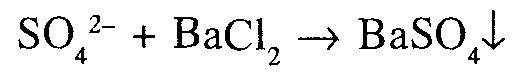 SO₄²⁻ + BaCl₂ → BaSO₄↓